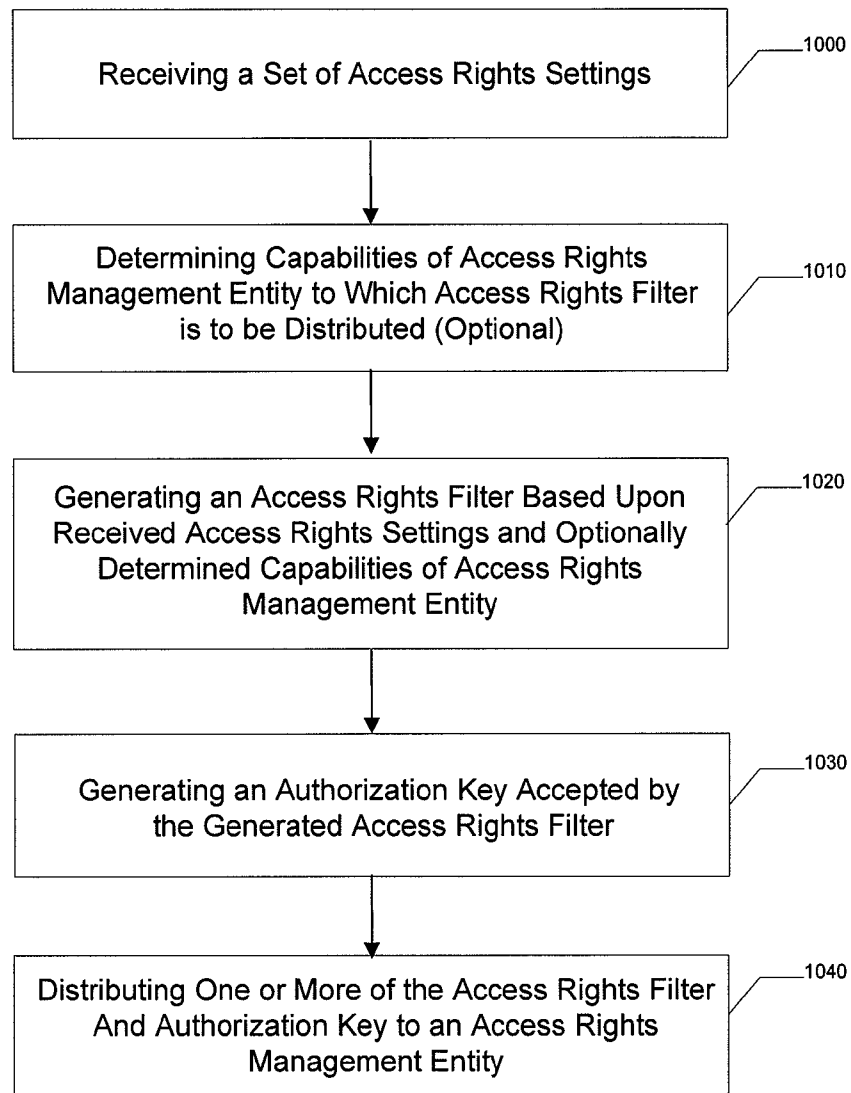 Receiving a Set of Access Rights Settings
1000
Determining Capabilities of Access Rights
Management Entity to Which Access Rights Filter
is to be Distributed (Optional)
1010
Generating an Access Rights Filter Based Upon
Received Access Rights Settings and Optionally
Determined Capabilities of Access Rights
Management Entity
1020
Generating an Authorization Key Accepted by
the Generated Access Rights Filter
1030
Distributing One or More of the Access Rights Filter
And Authorization Key to an Access Rights
Management Entity
1040